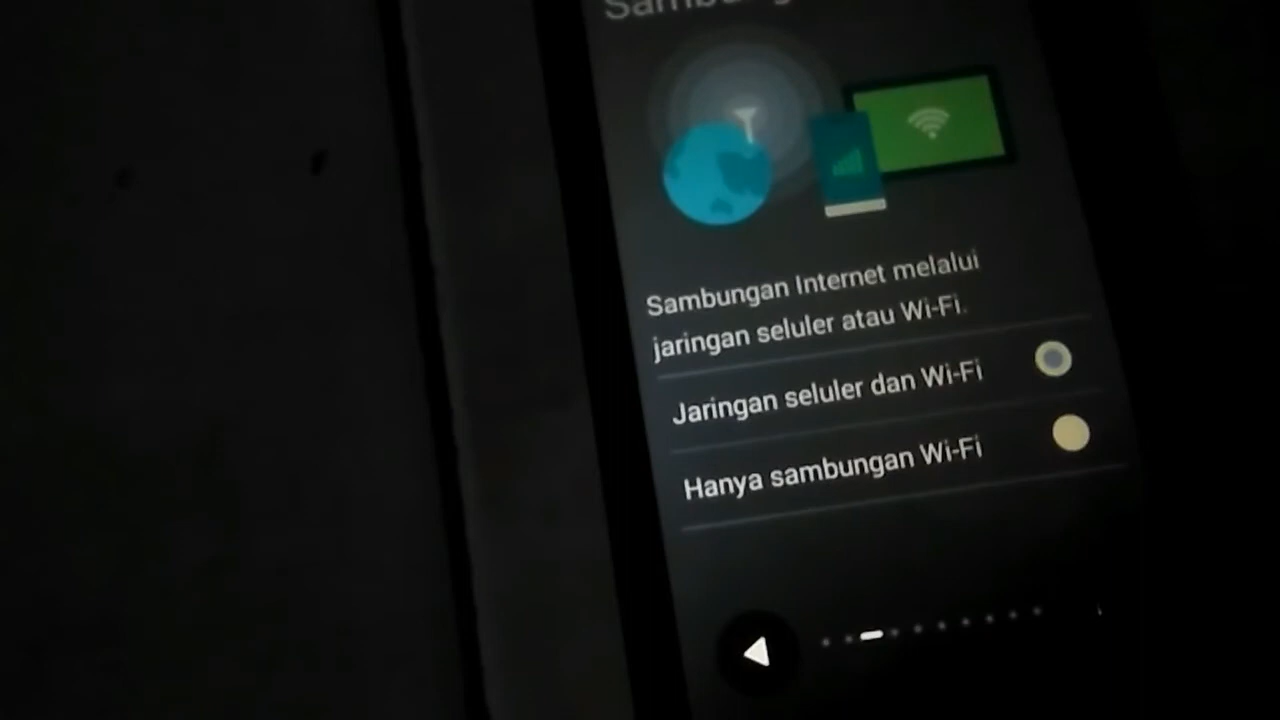 Sambungan Internet melalui
jaringan seluler atau Wi-Fi.
Jaringan seluler dan Wi-Fi
Hanya sambungan Wi-Fi